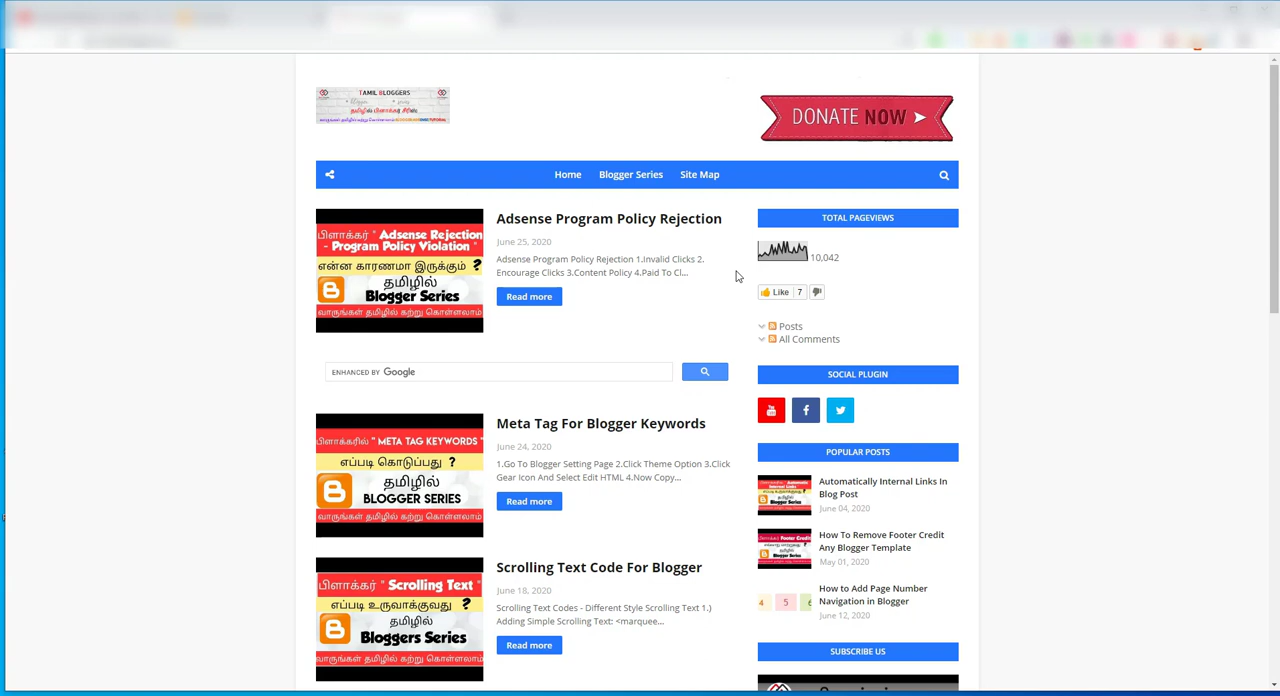 TAMIL BLOGGERS
தமிழில் பிளாக்கர் சீரிஸ்
DONATE NOW
Home
Blogger Series
Site Map
பிளாக்கர் " Adsense Rejection
- Program Policy Violation "
என்ன காரணமா இருக்கும் ?
தமிழில்
Blogger Series
வாருங்கள் தமிழில் கற்று கொள்ளலாம்
Adsense Program Policy Rejection
June 25, 2020
Adsense Program Policy Rejection 1.Invalid Clicks 2.
Encourage Clicks 3.Content Policy 4.Paid To Cl...
Read more
ENHANCED BY Google
பிளாக்கரில் " META TAG KEYWORDS "
எப்படி கொடுப்பது ?
தமிழில்
BLOGGER SERIES
வாருங்கள் தமிழில் கற்று கொள்ளலாம்
Meta Tag For Blogger Keywords
June 24, 2020
1.Go To Blogger Setting Page 2.Click Theme Option 3.Click
Gear Icon And Select Edit HTML 4.Now Copy...
Read more
பிளாக்கர் " Scrolling Text "
எப்படி உருவாக்குவது ?
தமிழில்
Bloggers Series
வாருங்கள் தமிழில் கற்று கொள்ளலாம்
Scrolling Text Code For Blogger
June 18, 2020
Scrolling Text Codes - Different Style Scrolling Text 1.)
Adding Simple Scrolling Text: <marquee...
Read more
TOTAL PAGEVIEWS
10,042
Like 7
Posts
All Comments
SOCIAL PLUGIN
POPULAR POSTS
Automatically Internal Links In
Blog Post
June 04, 2020
How To Remove Footer Credit
Any Blogger Template
May 01, 2020
4 5 6
How to Add Page Number
Navigation in Blogger
June 12, 2020
SUBSCRIBE US